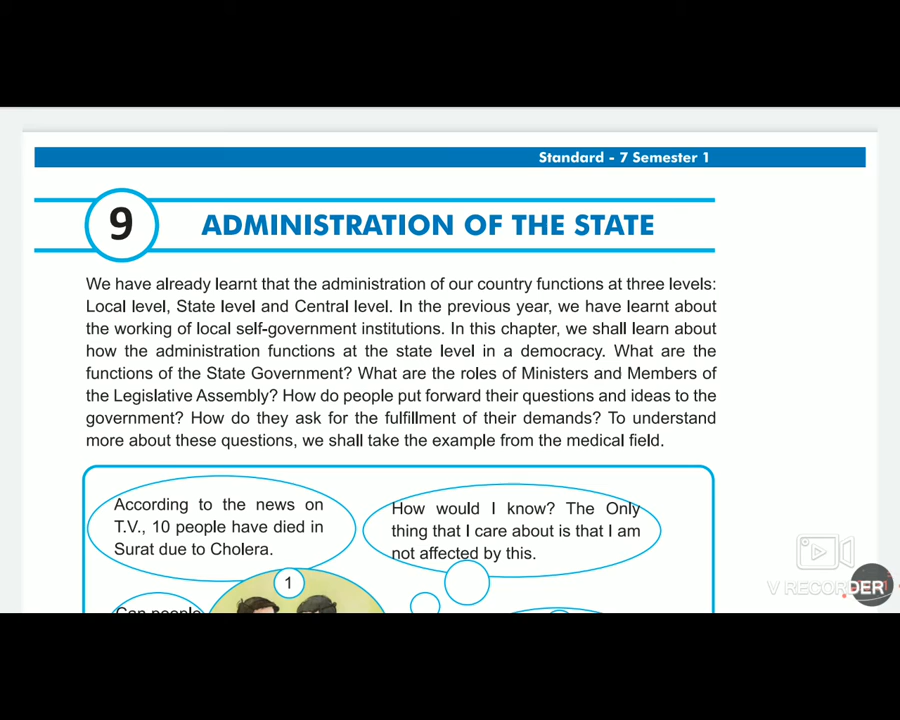 Standard - 7 Semester 1
9
ADMINISTRATION OF THE STATE
We have already learnt that the administration of our country functions at three levels:
Local level, State level and Central level. In the previous year, we have learnt about
the working of local self-government institutions. In this chapter, we shall learn about
how the administration functions at the state level in a democracy. What are the
functions of the State Government? What are the roles of Ministers and Members of
the Legislative Assembly? How do people put forward their questions and ideas to the
government? How do they ask for the fulfillment of their demands? To understand
more about these questions, we shall take the example from the medical field.
According to the news on
T.V., 10 people have died in
Surat due to Cholera.
How would I know? The Only
thing that I care about is that I am
not affected by this.
1
Can people
V RECORDER